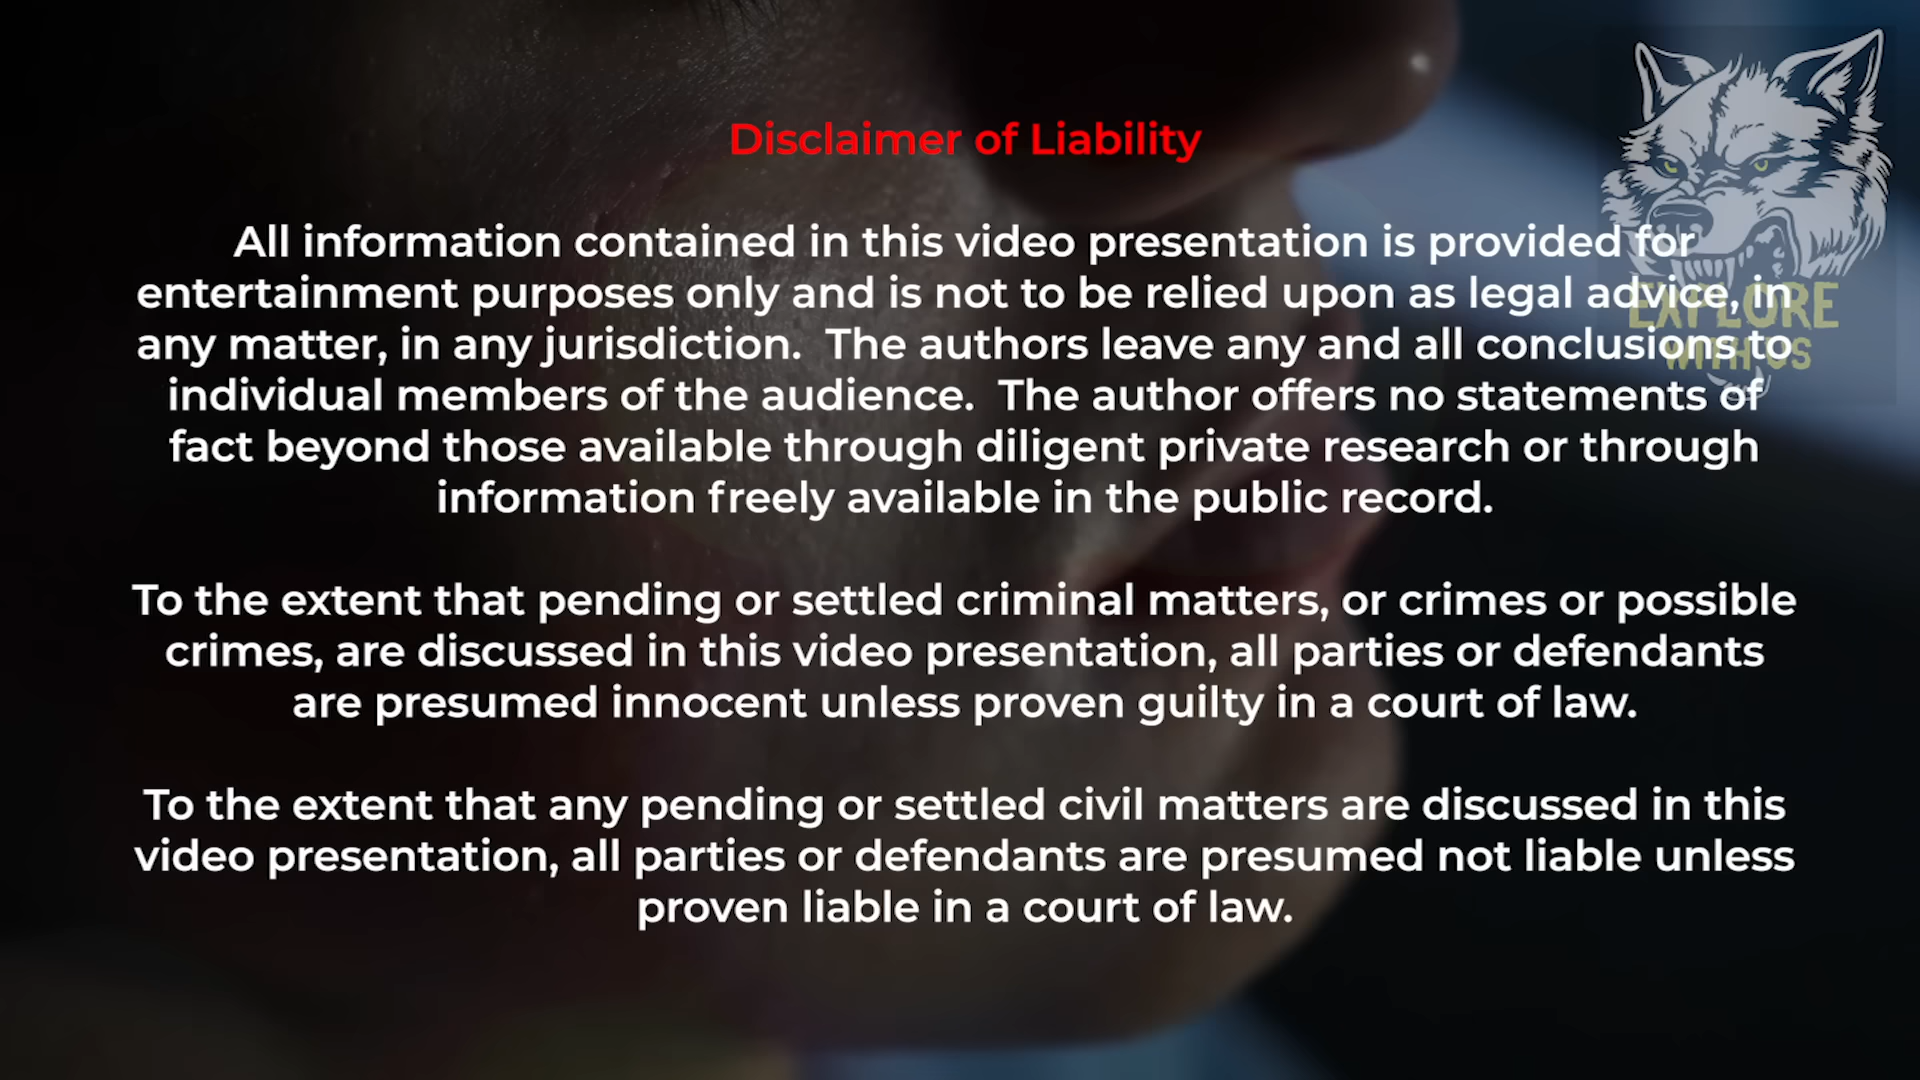 Disclaimer of Liability
All information contained in this video presentation is provided for
entertainment purposes only and is not to be relied upon as legal advice, in
any matter, in any jurisdiction.  The authors leave any and all conclusions to
individual members of the audience.  The author offers no statements of
fact beyond those available through diligent private research or through
information freely available in the public record.
To the extent that pending or settled criminal matters, or crimes or possible
crimes, are discussed in this video presentation, all parties or defendants
are presumed innocent unless proven guilty in a court of law.
To the extent that any pending or settled civil matters are discussed in this
video presentation, all parties or defendants are presumed not liable unless
proven liable in a court of law.
EXPLORE
WITH US